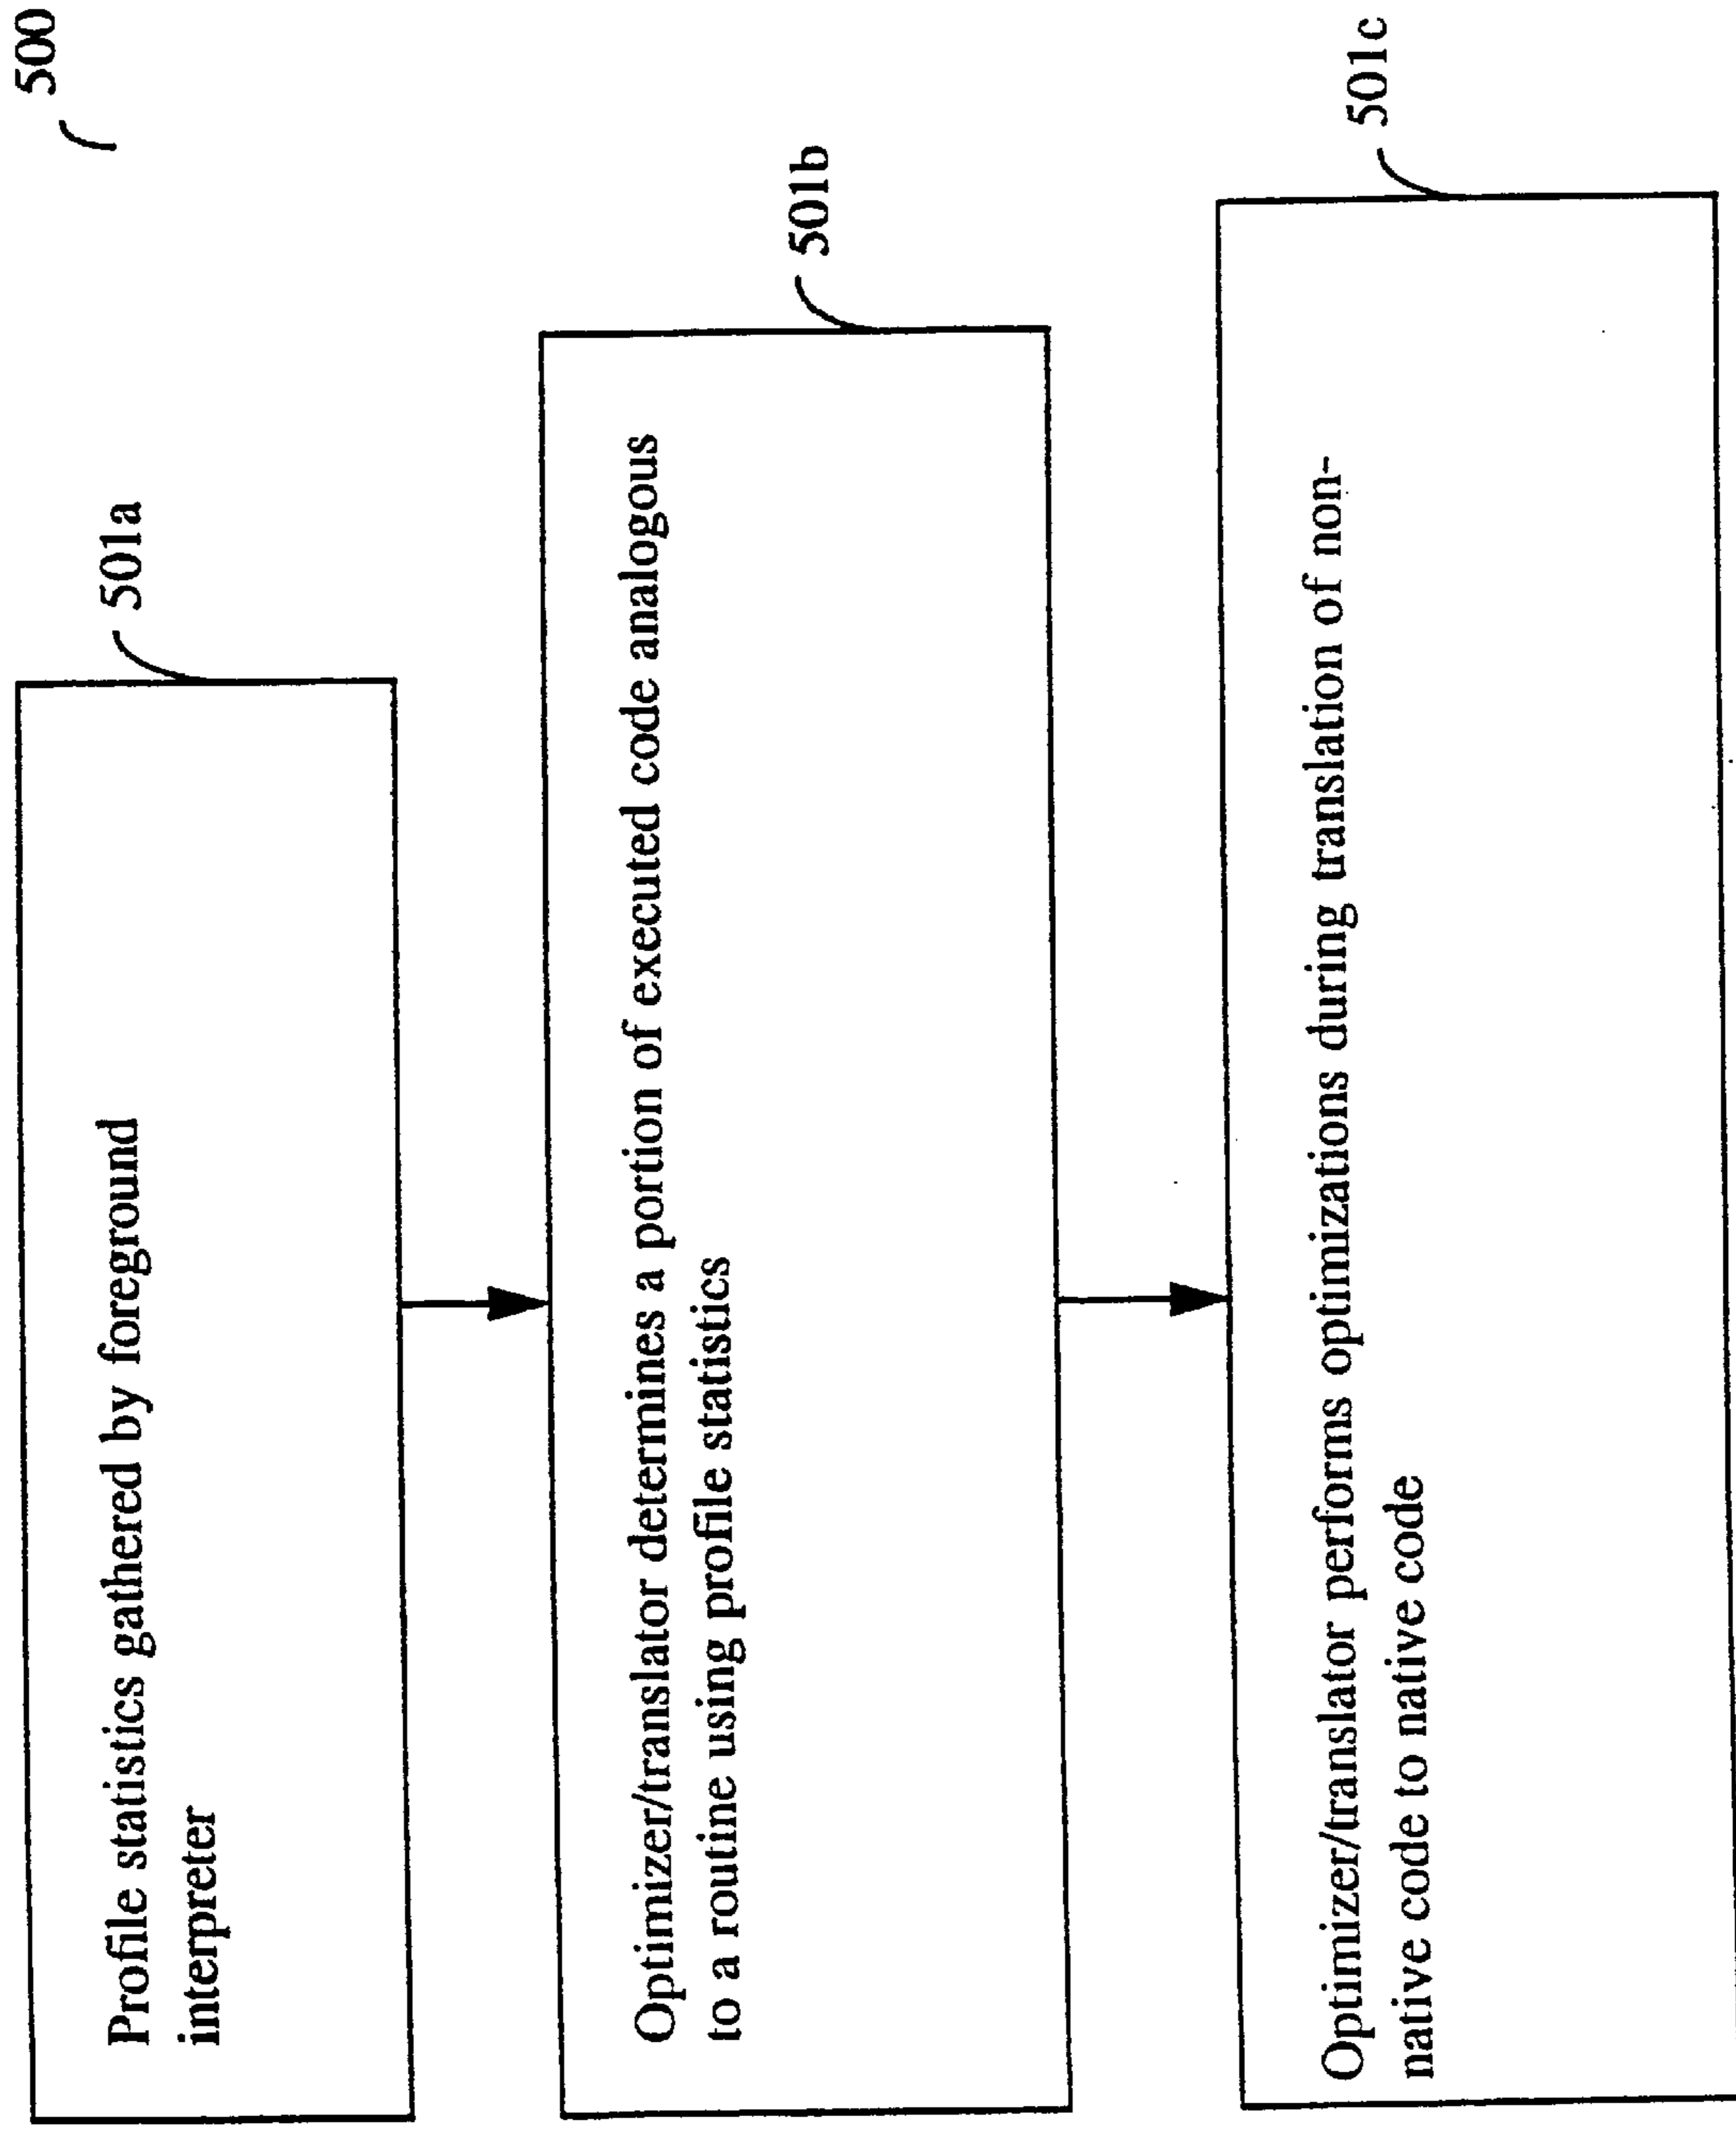 500
Profile statistics gathered by foreground
interpreter
501a
Optimizer/translator determines a portion of executed code analogous
to a routine using profile statistics
501b
Optimizer/translator performs optimizations during translation of non-
native code to native code
501c